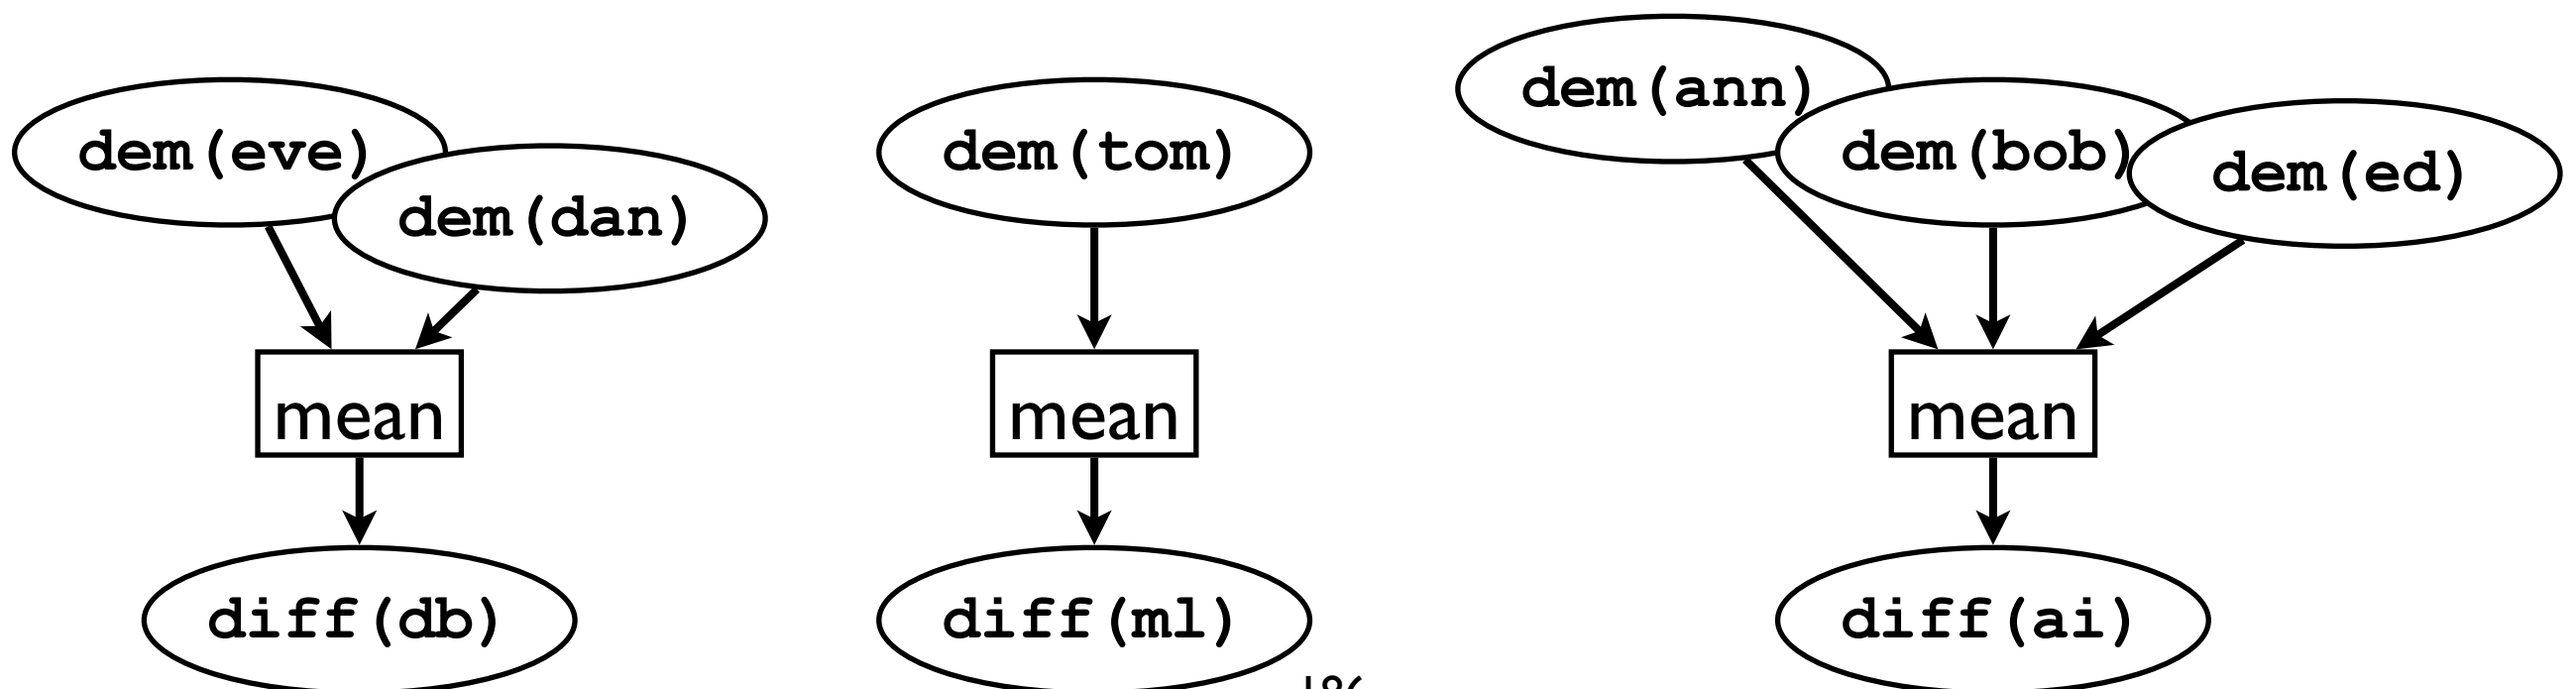 dem(eve)
dem(dan)
dem(tom)
dem(ann)
dem(bob)
dem(ed)
mean
mean
mean
diff(db)
diff(ml)
diff(ai)